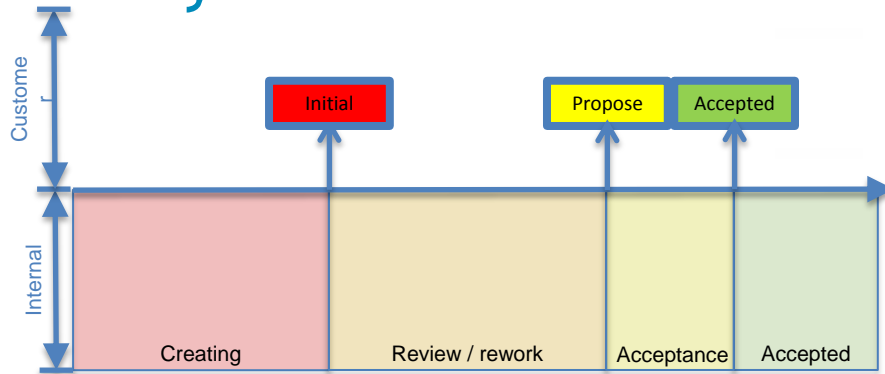 Custome
r
Initial
Propose
Accepted
Internal
Creating
Review / rework
Acceptance
Accepted